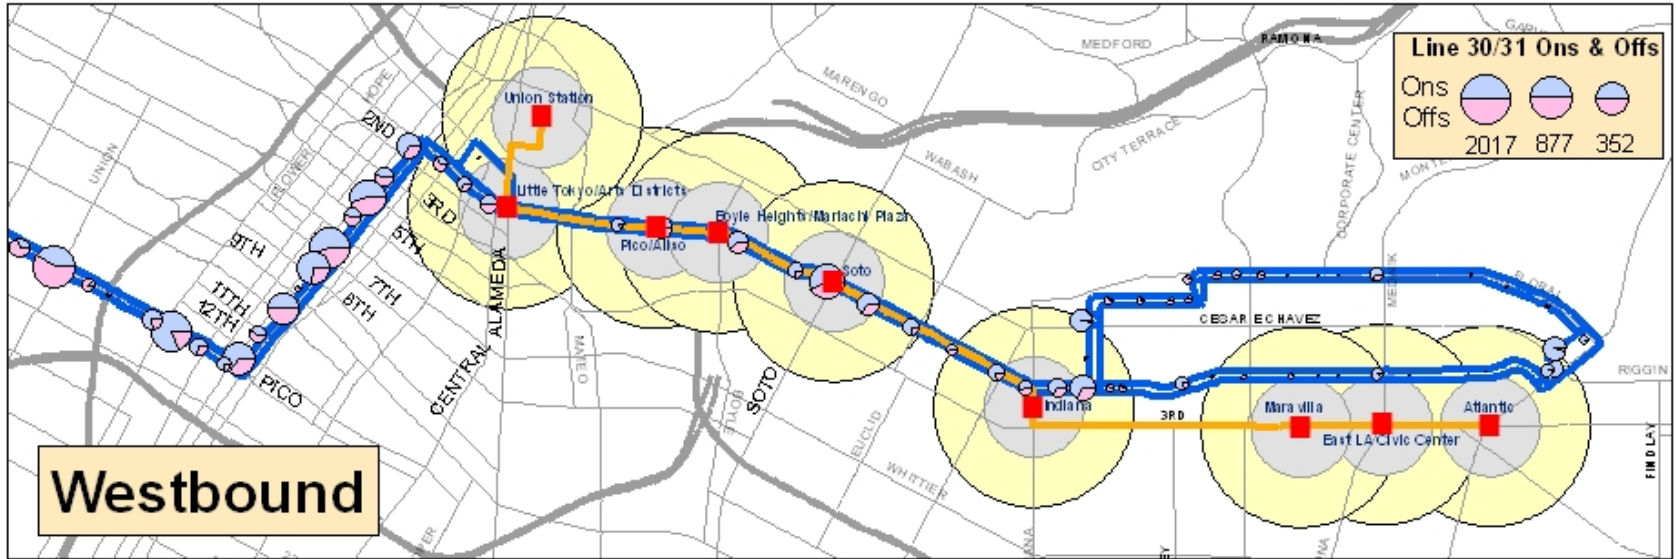 Line 30/31 Ons & Offs
Ons
Offs
2017 877 352
RAMONA
MEDFORD
MARENGO
CITY TERRACE
WABASH
CORPORATE CENTER
HOPE
2ND
FLOWER
UNION
3RD
5TH
9TH
7TH
8TH
11TH
12TH
PICO
CENTRAL
ALAMEDA
MATEO
BOYLE
SOTO
EUCLID
WHITTIER
Union Station
Little Tokyo/Arts Districts
Pico/Aliso
Boyle Heights/Mariachi Plaza
Soto
Indiana
3RD
Maravilla
East LA/Civic Center
Atlantic
CESAR E CHAVEZ
MEDNIK
FLORAL
RIGGIN
FINDLAY
Westbound